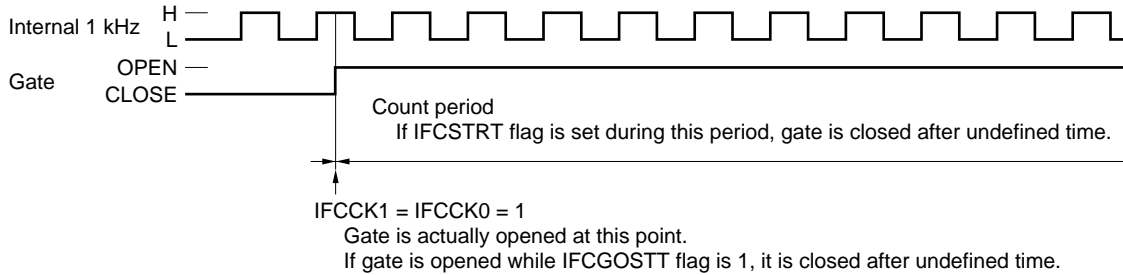 H
Internal 1 kHz
L
OPEN
Gate
CLOSE
Count period
If IFCSTRT flag is set during this period, gate is closed after undefined time.
IFCCK1 = IFCCK0 = 1
Gate is actually opened at this point.
If gate is opened while IFCGOSTT flag is 1, it is closed after undefined time.